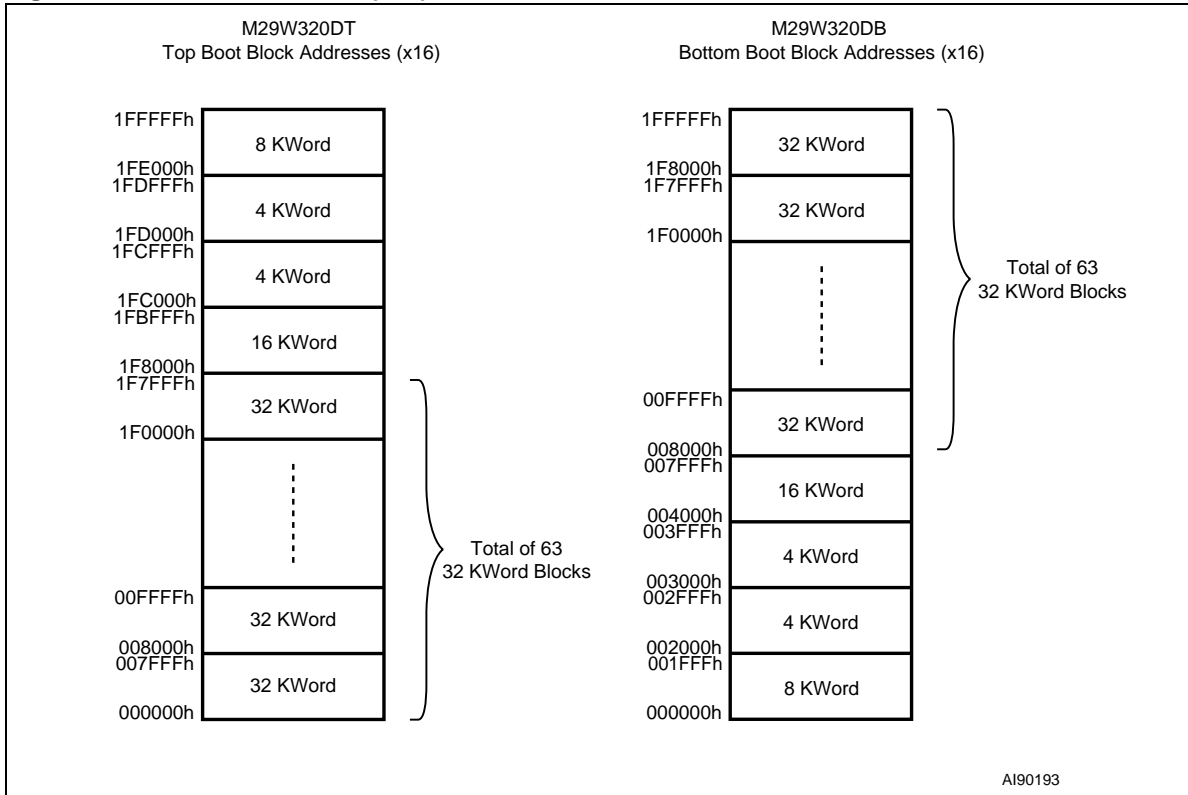 M29W320DT
Top Boot Block Addresses (x16)
1FFFFFh
8 KWord
1FE000h
1FDFFFh
4 KWord
1FD000h
1FCFFFh
4 KWord
1FC000h
1FBFFFh
16 KWord
1F8000h
1F7FFFh
32 KWord
1F0000h
Total of 63
32 KWord Blocks
00FFFFh
32 KWord
008000h
007FFFh
32 KWord
000000h
M29W320DB
Bottom Boot Block Addresses (x16)
1FFFFFh
32 KWord
1F8000h
1F7FFFh
32 KWord
1F0000h
Total of 63
32 KWord Blocks
00FFFFh
32 KWord
008000h
007FFFh
16 KWord
004000h
003FFFh
4 KWord
003000h
002FFFh
4 KWord
002000h
001FFFh
8 KWord
000000h
AI90193